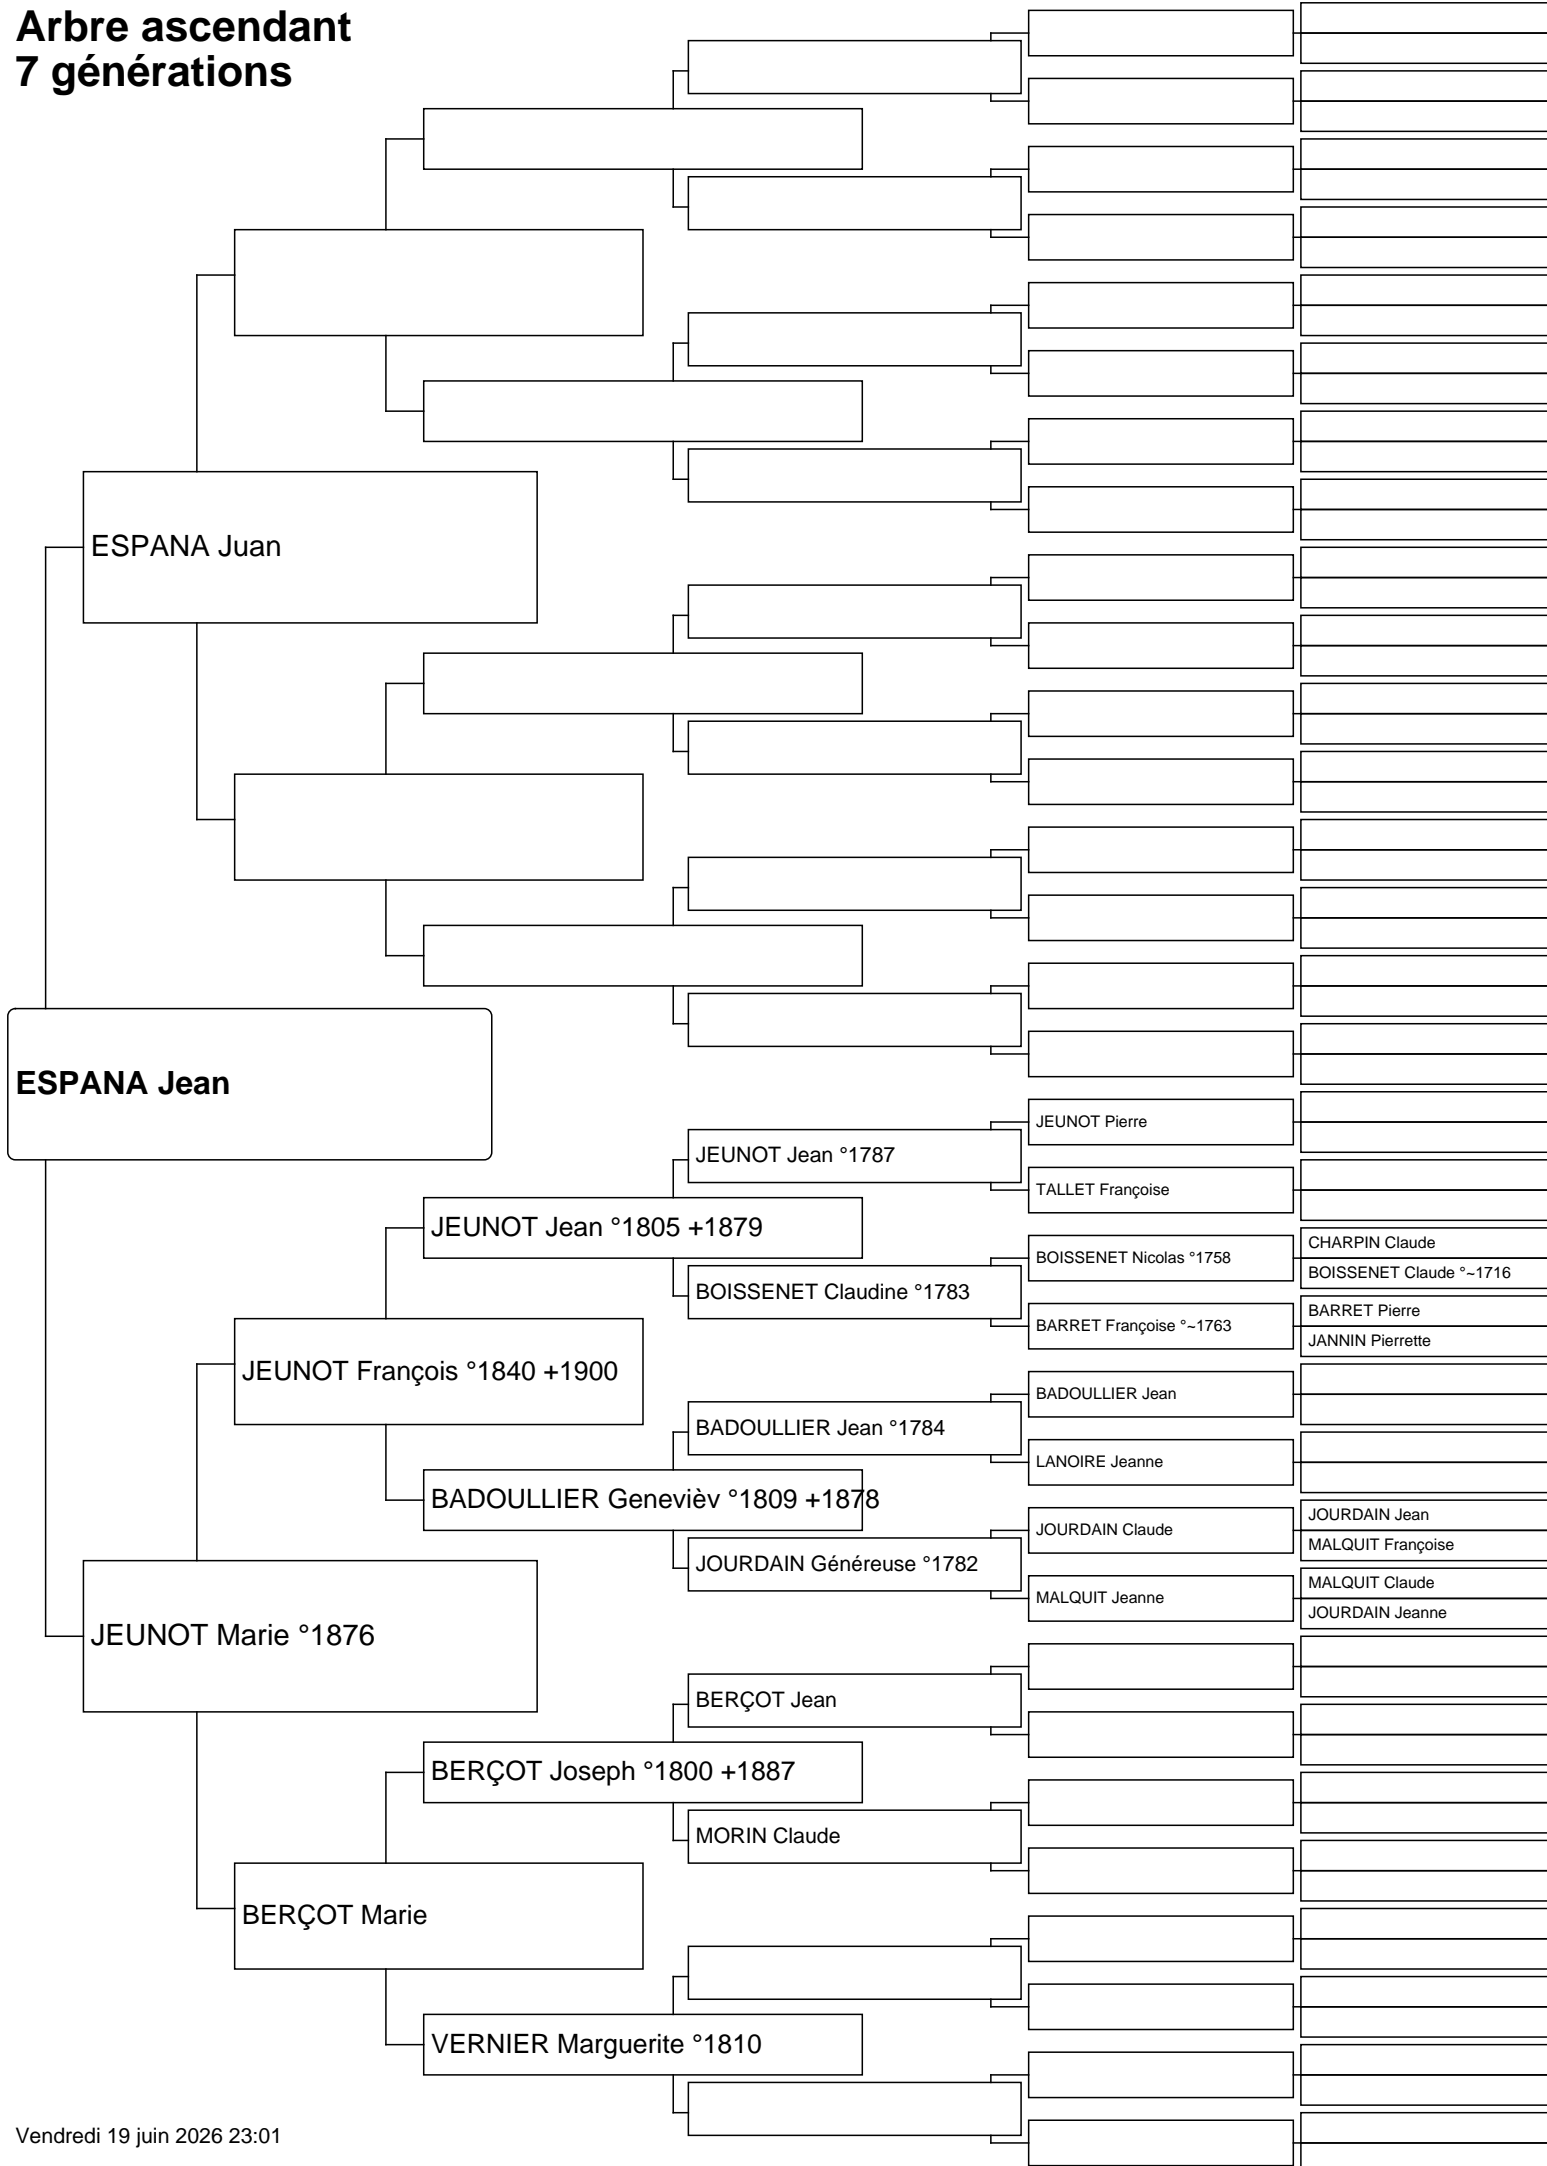 Arbre ascendant
7 générations
ESPANA Juan
ESPANA Jean
JEUNOT Pierre
JEUNOT Jean °1787
TALLET Françoise
JEUNOT Jean °1805 +1879
CHARPIN Claude
BOISSENET Nicolas °1758
BOISSENET Claude °~1716
BOISSENET Claudine °1783
BARRET Pierre
BARRET Françoise °~1763
JANNIN Pierrette
JEUNOT François °1840 +1900
BADOULLIER Jean
BADOULLIER Jean °1784
LANOIRE Jeanne
BADOULLIER Genevièv °1809 +1878
JOURDAIN Jean
JOURDAIN Claude
MALQUIT Françoise
JOURDAIN Généreuse °1782
MALQUIT Claude
MALQUIT Jeanne
JOURDAIN Jeanne
JEUNOT Marie °1876
BERÇOT Jean
BERÇOT Joseph °1800 +1887
MORIN Claude
BERÇOT Marie
VERNIER Marguerite °1810
Vendredi 19 juin 2026 23:01